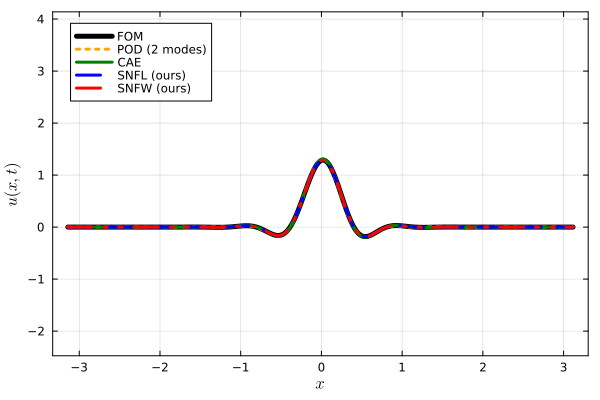 FOM
POD (2 modes)
CAE
SNFL (ours)
SNFW (ours)
4
3
2
1
0
−1
−2
u(x, t)
−3 −2 −1 0 1 2 3
x